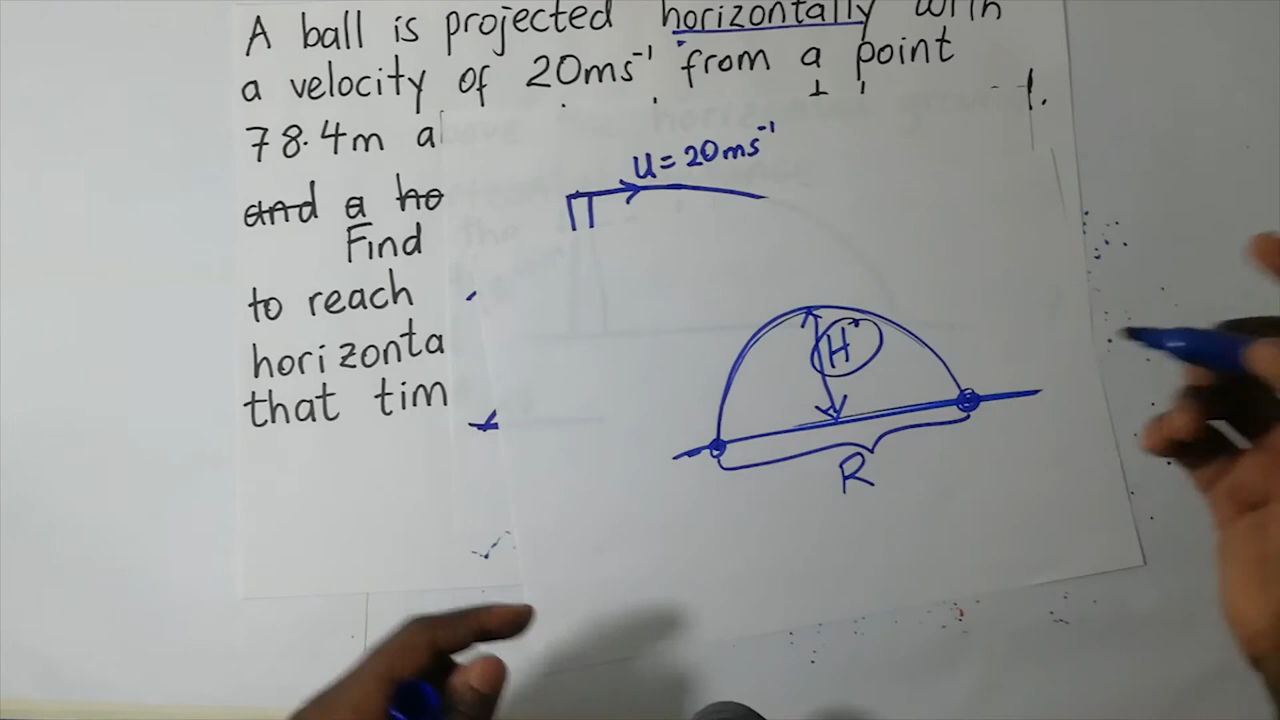 A ball is projected horizontally with
a velocity of 20ms⁻¹ from a point
78.4m a
and a ho
Find
to reach
horizonta
that tim
U = 20ms⁻¹
H
R